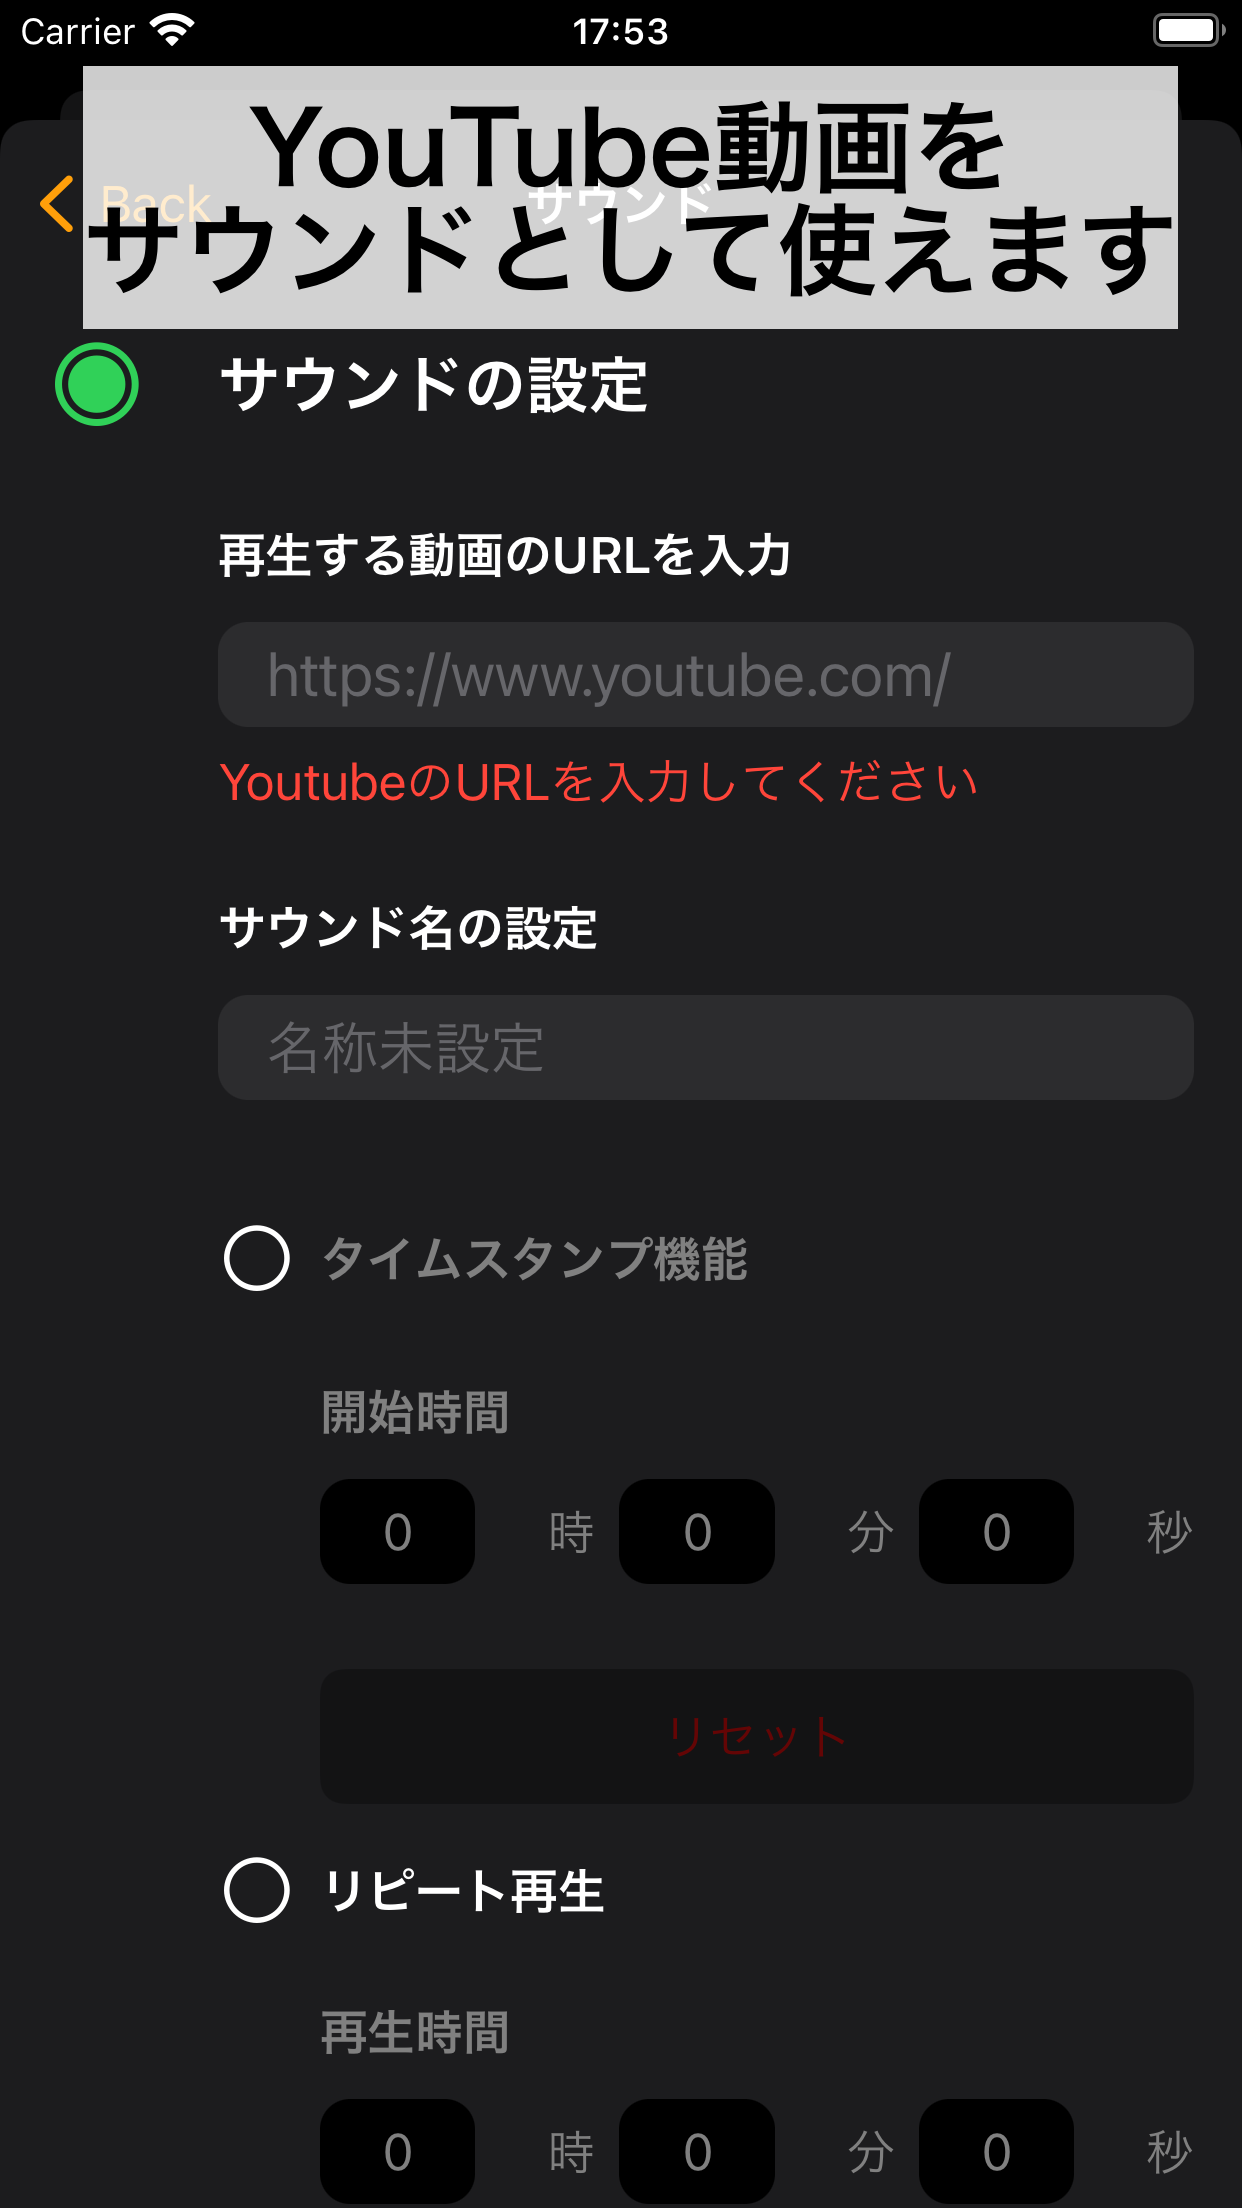 Carrier 17:53
YouTube動画を
サウンドとして使えます
Back サウンド
サウンドの設定
再生する動画のURLを入力
https://www.youtube.com/
YoutubeのURLを入力してください
サウンド名の設定
名称未設定
タイムスタンプ機能
開始時間
0 時 0 分 0 秒
リセット
リピート再生
再生時間
0 時 0 分 0 秒